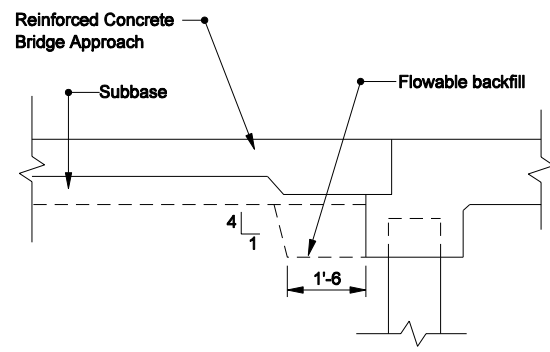 Reinforced Concrete
Bridge Approach
Subbase
Flowable backfill
4
1
1'-6